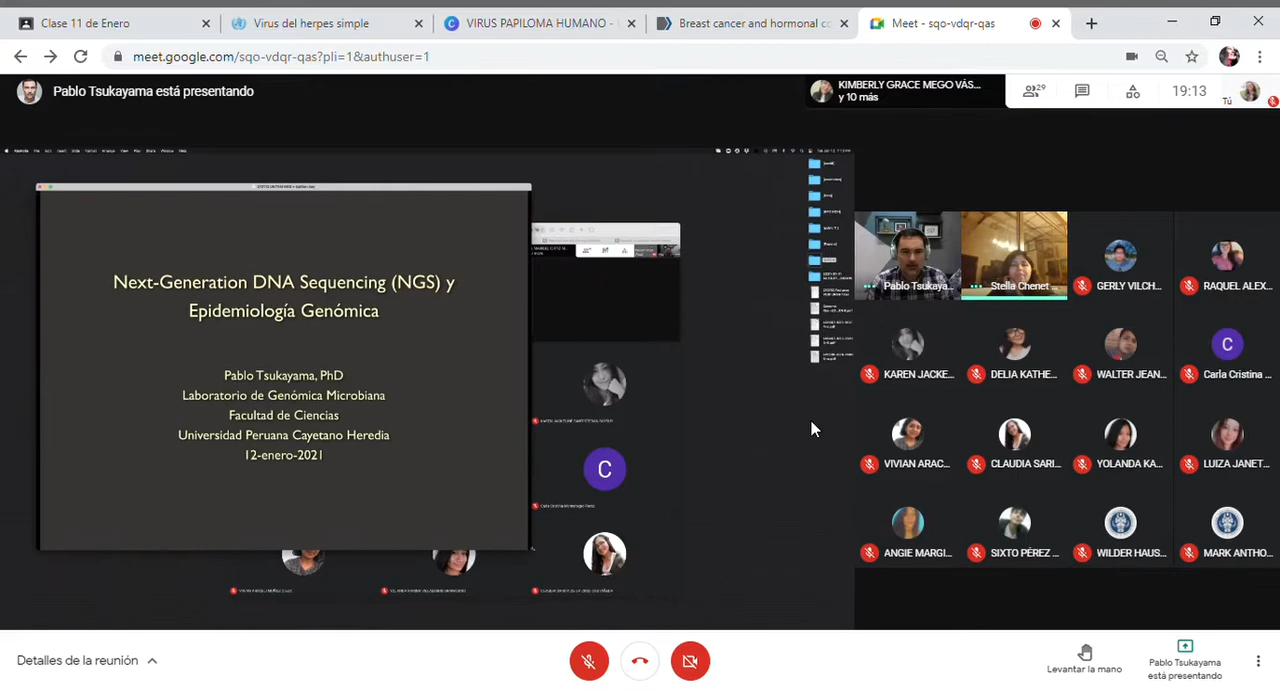 Clase 11 de Enero
Virus del herpes simple
VIRUS PAPILOMA HUMANO -
Breast cancer and hormonal co
Meet - sqo-vdqr-qas
meet.google.com/sqo-vdqr-qas?pli=1&authuser=1
Pablo Tsukayama está presentando
KIMBERLY GRACE MEGO VÁS...
y 10 más
29
19:13
Tú
Next-Generation DNA Sequencing (NGS) y
Epidemiología Genómica
Pablo Tsukayama, PhD
Laboratorio de Genómica Microbiana
Facultad de Ciencias
Universidad Peruana Cayetano Heredia
12-enero-2021
C
Pablo Tsukaya...
Stella Chenet ...
GERLY VILCH...
RAQUEL ALEX...
C
KAREN JACKE...
DELIA KATHE...
WALTER JEAN...
Carla Cristina ...
VIVIAN ARAC...
CLAUDIA SARI...
YOLANDA KA...
LUIZA JANET...
ANGIE MARGI...
SIXTO PÉREZ ...
WILDER HAUS...
MARK ANTHO...
Detalles de la reunión
Levantar la mano
Pablo Tsukayama
está presentando